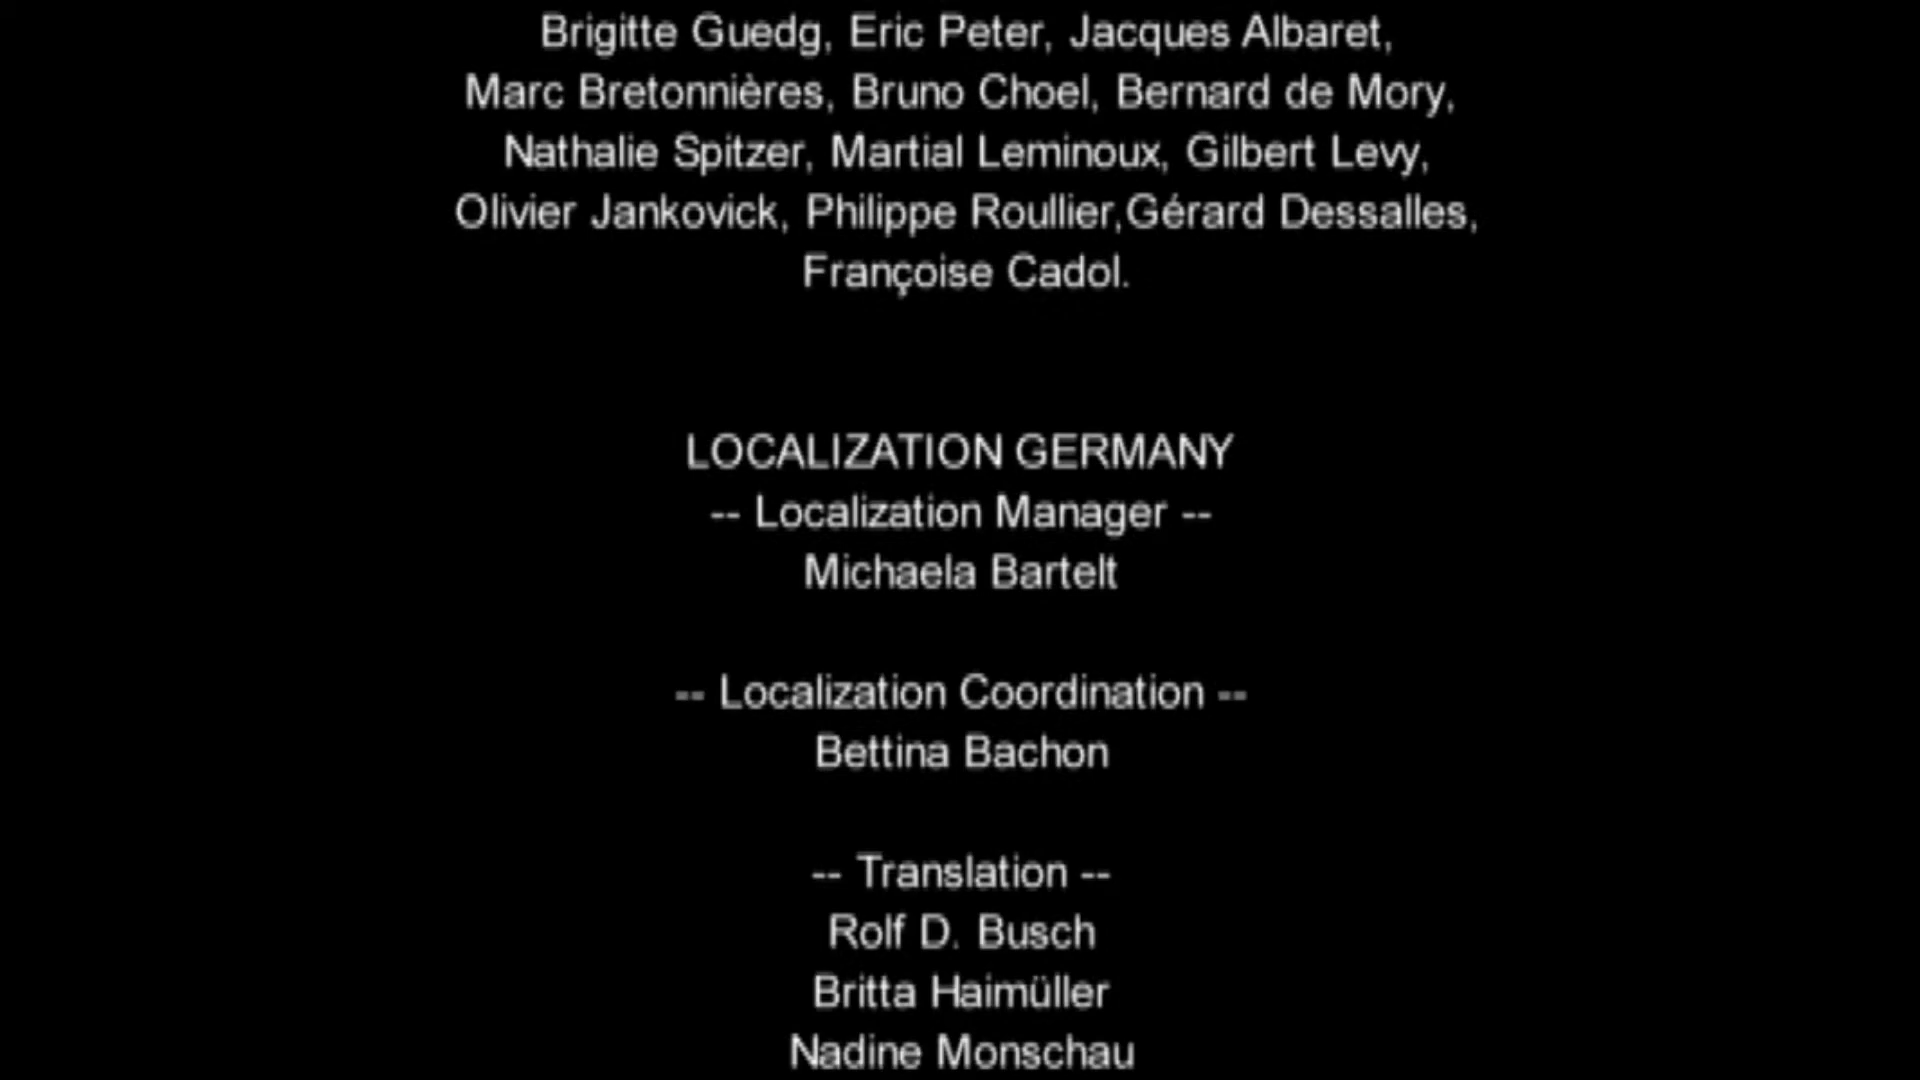 Brigitte Guedg, Eric Peter, Jacques Albaret,
Marc Bretonnières, Bruno Choel, Bernard de Mory,
Nathalie Spitzer, Martial Leminoux, Gilbert Levy,
Olivier Jankovick, Philippe Roullier,Gérard Dessalles,
Françoise Cadol.
LOCALIZATION GERMANY
-- Localization Manager --
Michaela Bartelt
-- Localization Coordination --
Bettina Bachon
-- Translation --
Rolf D. Busch
Britta Haimüller
Nadine Monschau